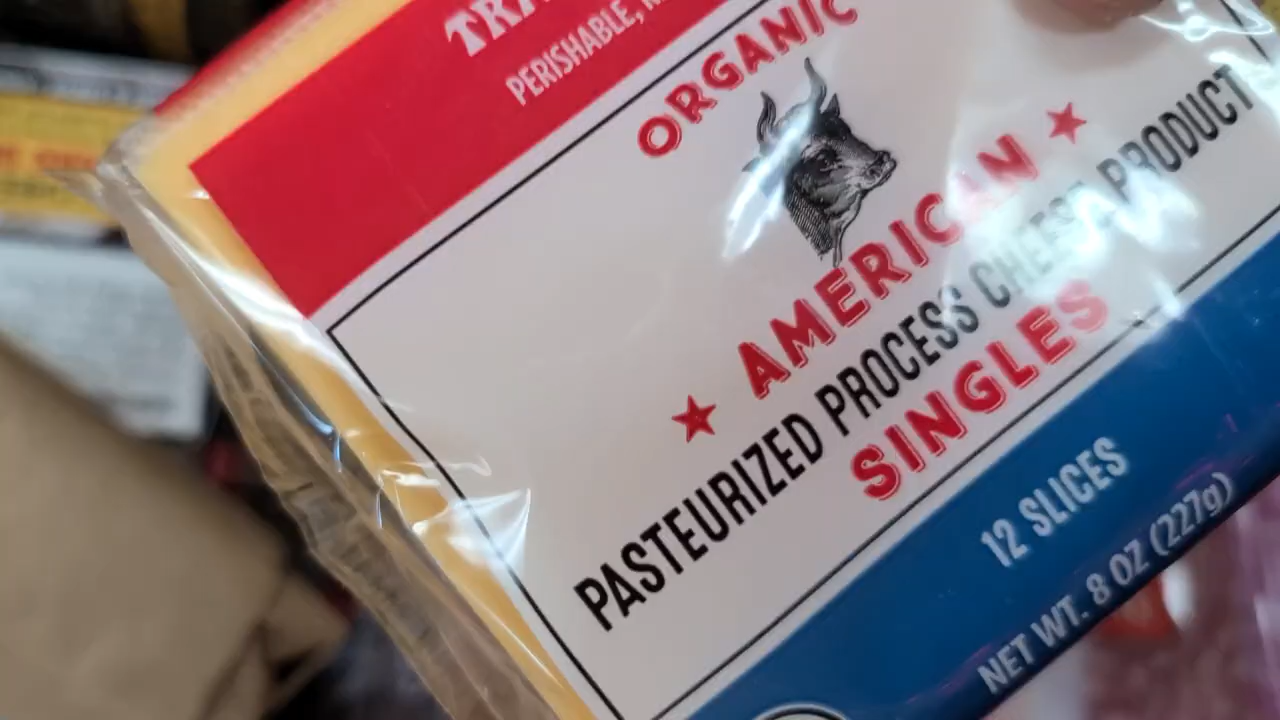 PERISHABLE,
ORGANIC
AMERICAN
PASTEURIZED PROCESS CHEESE PRODUCT
SINGLES
12 SLICES
NET WT. 8 OZ (227g)